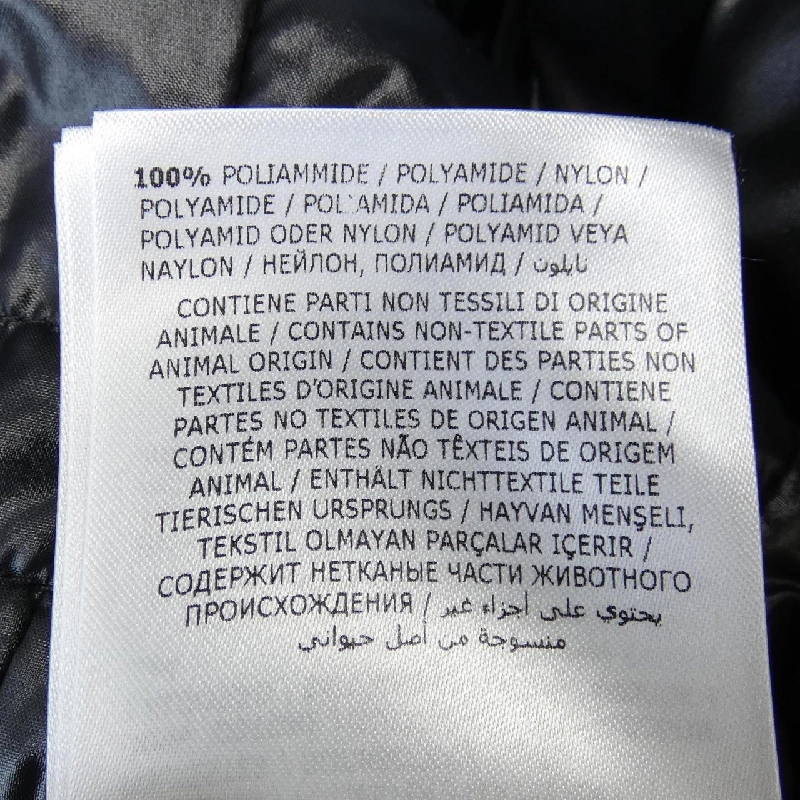 100% POLIAMMIDE / POLYAMIDE / NYLON /
POLYAMIDE / POLIAMIDA / POLIAMIDA /
POLYAMID ODER NYLON / POLYAMID VEYA
NAYLON / НЕЙЛОН, ПОЛИАМИД / نايلون
CONTIENE PARTI NON TESSILI DI ORIGINE
ANIMALE / CONTAINS NON-TEXTILE PARTS OF
ANIMAL ORIGIN / CONTIENT DES PARTIES NON
TEXTILES D'ORIGINE ANIMALE / CONTIENE
PARTES NO TEXTILES DE ORIGEN ANIMAL /
CONTÉM PARTES NÃO TÊXTEIS DE ORIGEM
ANIMAL / ENTHÄLT NICHTTEXTILE TEILE
TIERISCHEN URSPRUNGS / HAYVAN MENŞELİ,
TEKSTIL OLMAYAN PARÇALAR IÇERIR /
СОДЕРЖИТ НЕТКАНЫЕ ЧАСТИ ЖИВОТНОГО
ПРОИСХОЖДЕНИЯ / يحتوي على أجزاء غير
منسوجة من أصل حيواني